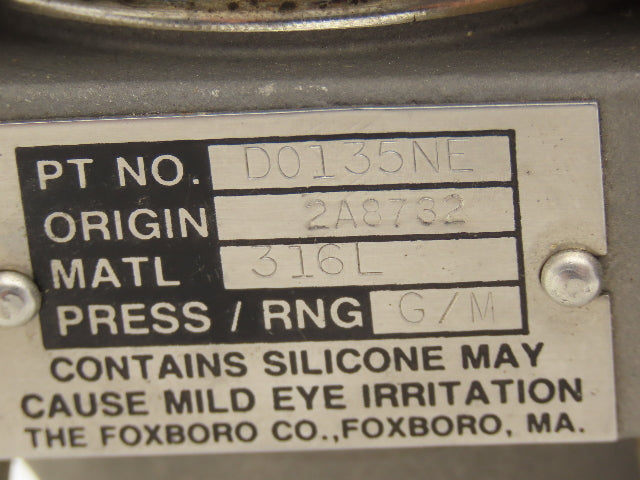 PT NO. D0135NE
ORIGIN 2A8732
MATL 316L
PRESS / RNG G/M
CONTAINS SILICONE MAY
CAUSE MILD EYE IRRITATION
THE FOXBORO CO., FOXBORO, MA.